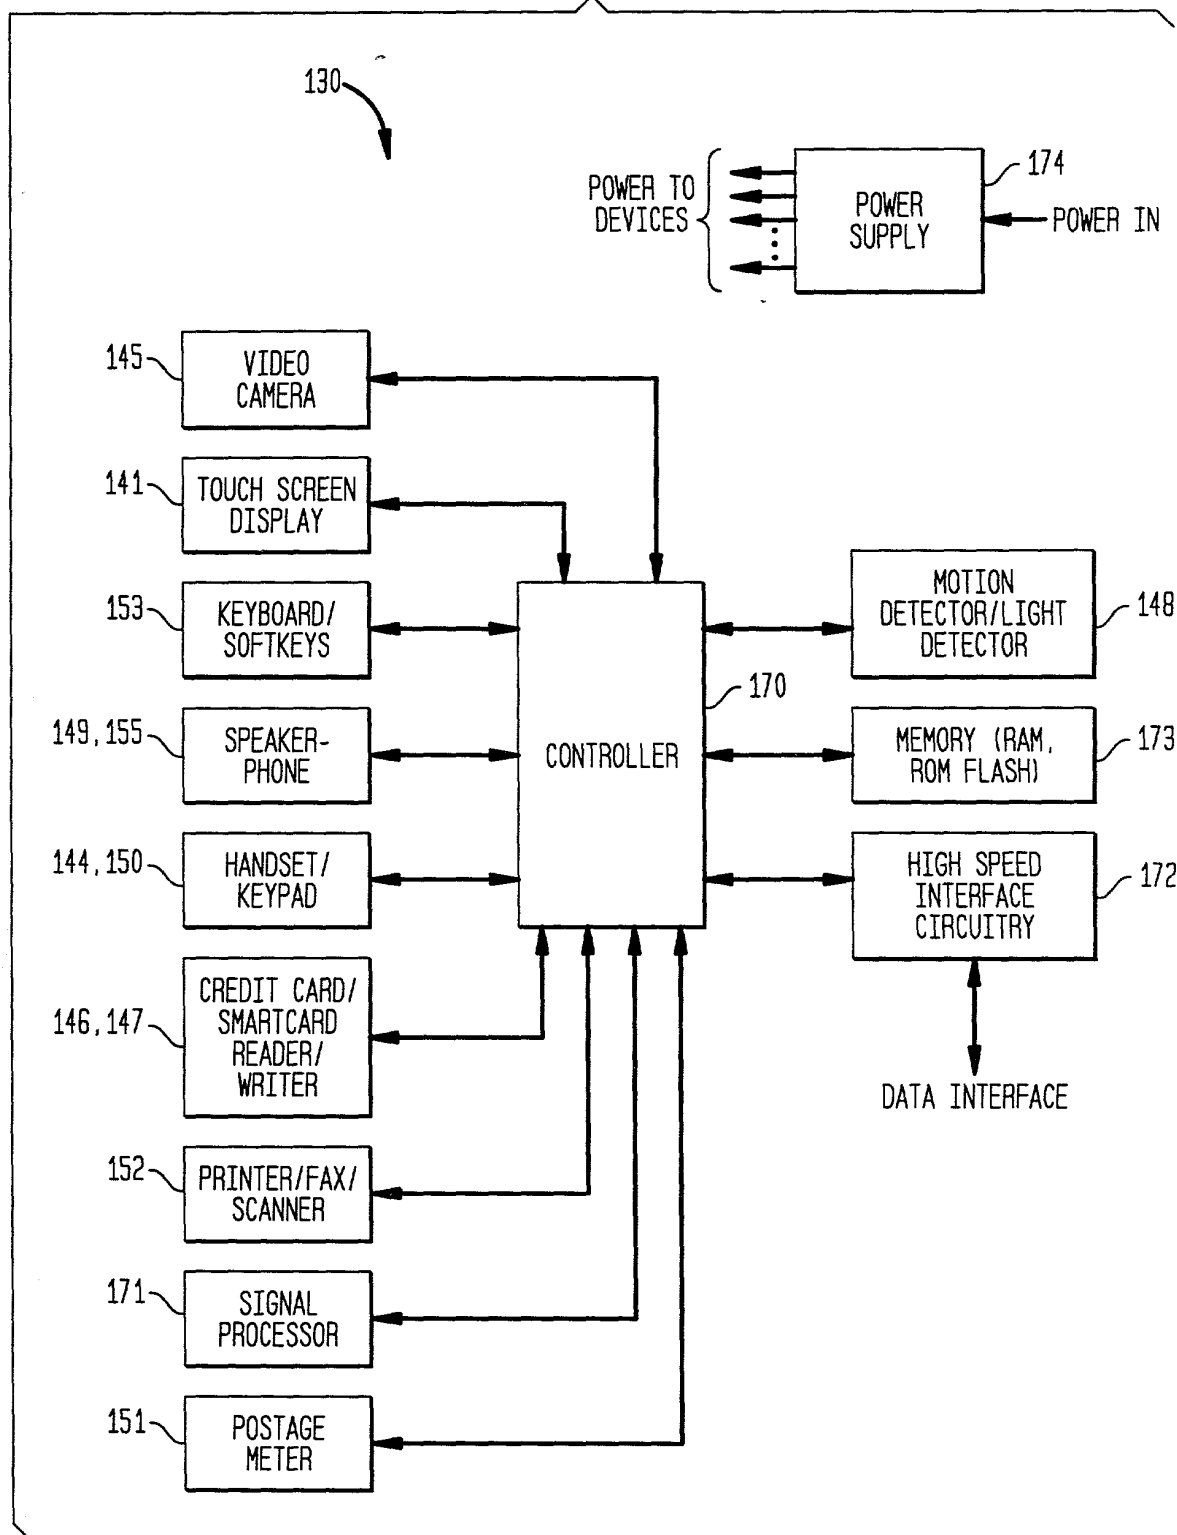 130
POWER TO
DEVICES
POWER
SUPPLY
174
POWER IN
145
VIDEO
CAMERA
141
TOUCH SCREEN
DISPLAY
153
KEYBOARD/
SOFTKEYS
149,155
SPEAKER-
PHONE
144,150
HANDSET/
KEYPAD
146,147
CREDIT CARD/
SMARTCARD
READER/
WRITER
152
PRINTER/FAX/
SCANNER
171
SIGNAL
PROCESSOR
151
POSTAGE
METER
CONTROLLER
170
MOTION
DETECTOR/LIGHT
DETECTOR
148
MEMORY (RAM,
ROM FLASH)
173
HIGH SPEED
INTERFACE
CIRCUITRY
172
DATA INTERFACE